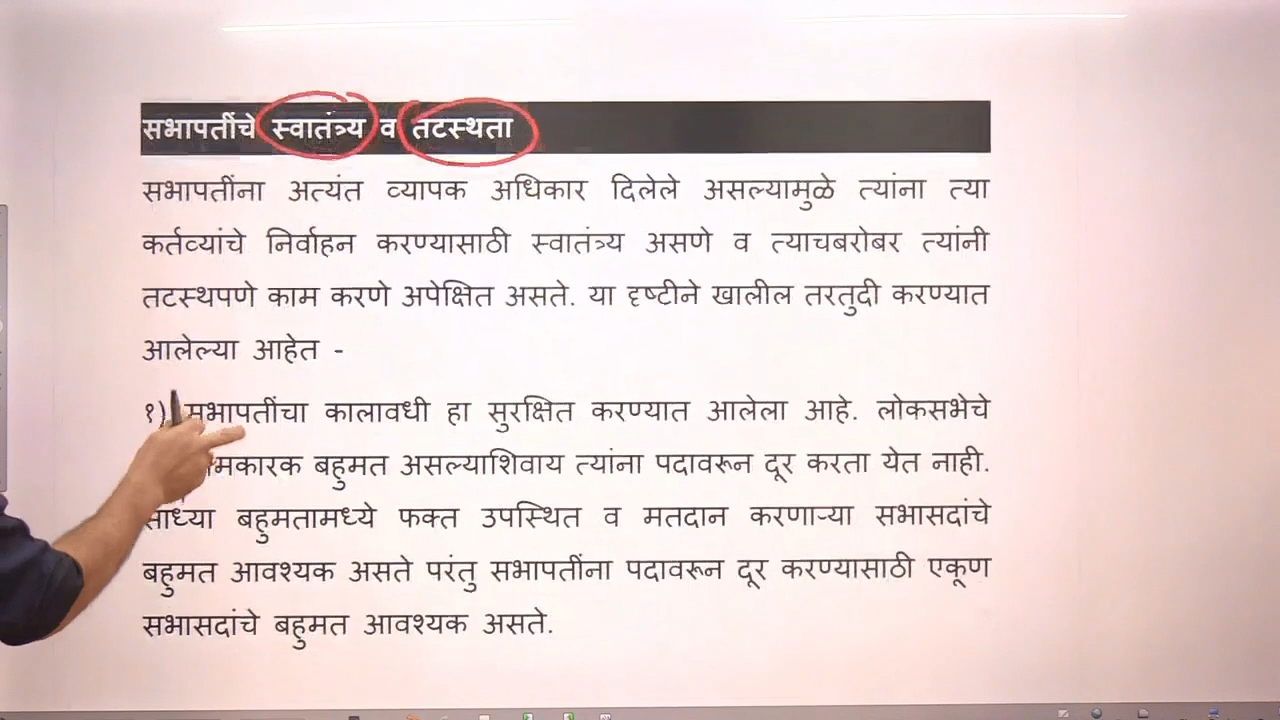 सभापतींचे स्वातंत्र्य व तटस्थता
सभापतींना अत्यंत व्यापक अधिकार दिलेले असल्यामुळे त्यांना त्या
कर्तव्यांचे निर्वाहन करण्यासाठी स्वातंत्र्य असणे व त्याचबरोबर त्यांनी
तटस्थपणे काम करणे अपेक्षित असते. या दृष्टीने खालील तरतुदी करण्यात
आलेल्या आहेत -
१) सभापतींचा कालावधी हा सुरक्षित करण्यात आलेला आहे. लोकसभेचे
बहुमत असल्याशिवाय त्यांना पदावरून दूर करता येत नाही.
साध्या बहुमतामध्ये फक्त उपस्थित व मतदान करणाऱ्या सभासदांचे
बहुमत आवश्यक असते परंतु सभापतींना पदावरून दूर करण्यासाठी एकूण
सभासदांचे बहुमत आवश्यक असते.